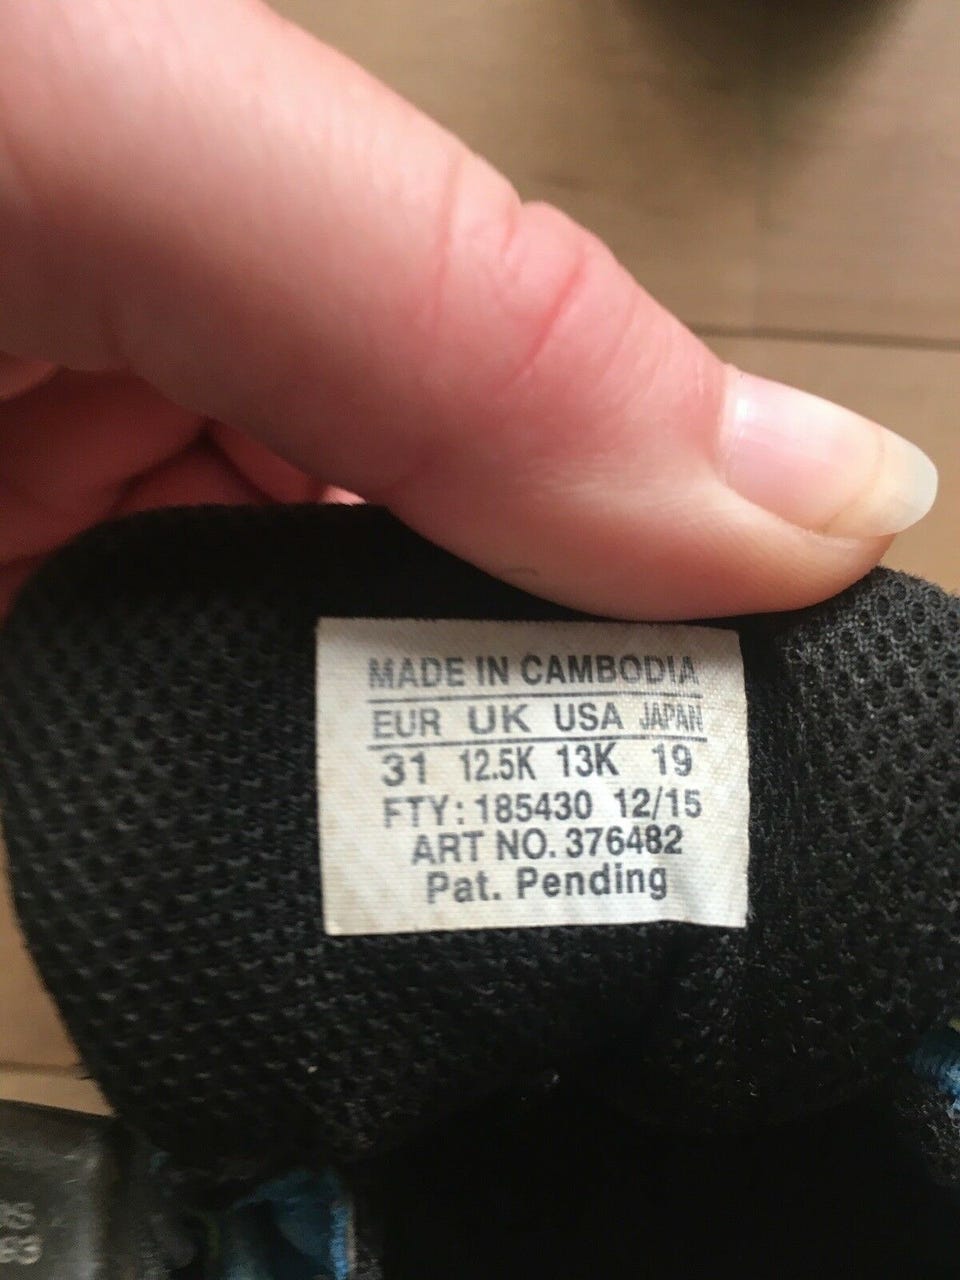 MADE IN CAMBODIA
EUR UK USA JAPAN
31 12.5K 13K 19
FTY: 185430 12/15
ART NO. 376482
Pat. Pending